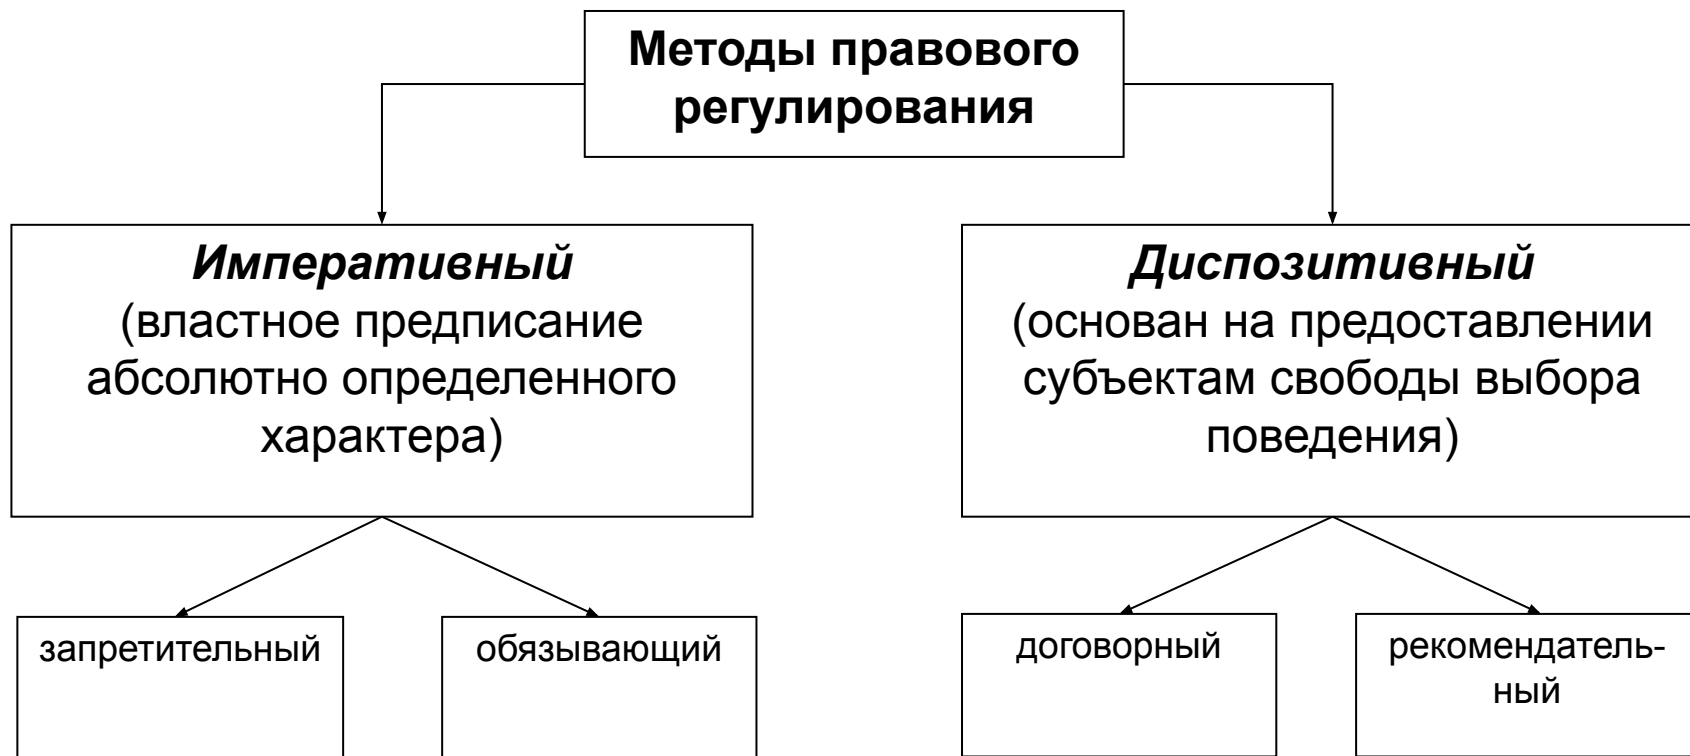 Методы правового
регулирования
Императивный
(властное предписание
абсолютно определенного
характера)
Диспозитивный
(основан на предоставлении
субъектам свободы выбора
поведения)
запретительный
обязывающий
договорный
рекомендатель-
ный